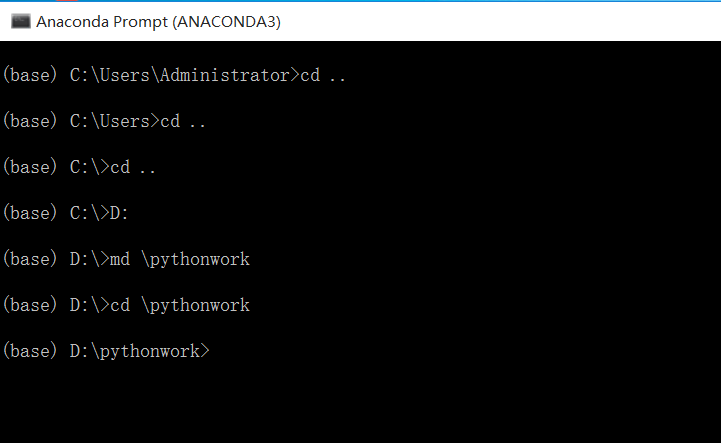 Anaconda Prompt (ANACONDA3)
(base) C:\Users\Administrator>cd ..
(base) C:\Users>cd ..
(base) C:\>cd ..
(base) C:\>D:
(base) D:\>md \pythonwork
(base) D:\>cd \pythonwork
(base) D:\pythonwork>